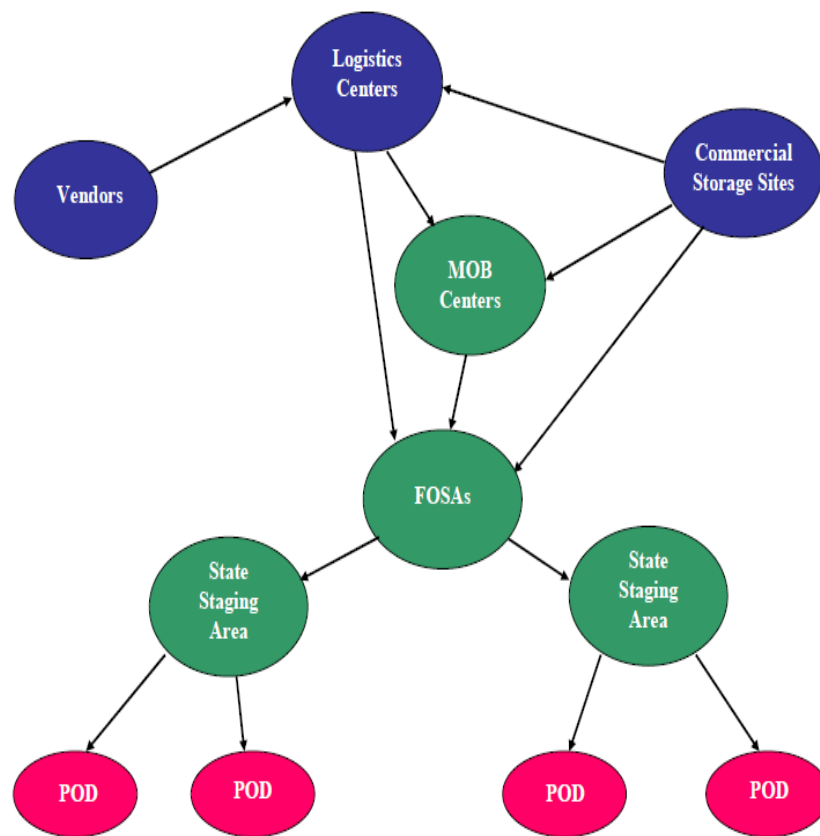 Logistics
Centers
Vendors
Commercial
Storage Sites
MOB
Centers
FOSAs
State
Staging
Area
State
Staging
Area
POD
POD
POD
POD